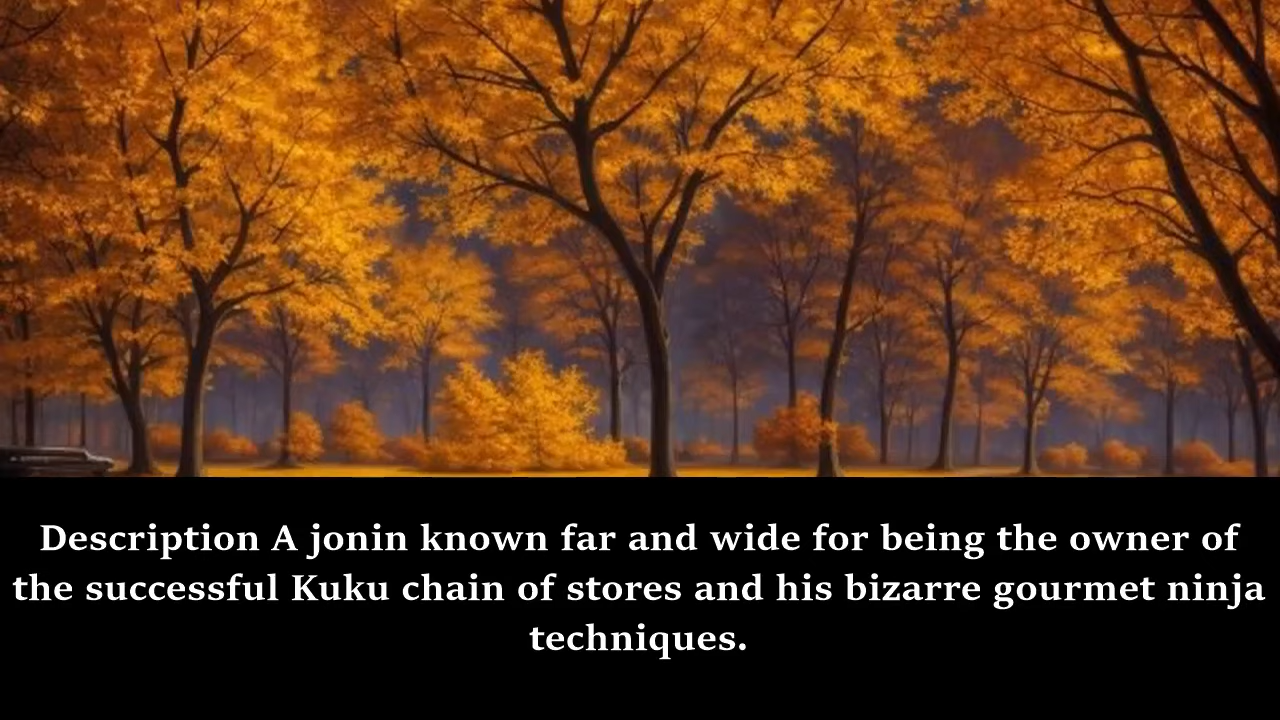 Description A jonin known far and wide for being the owner of
the successful Kuku chain of stores and his bizarre gourmet ninja
techniques.